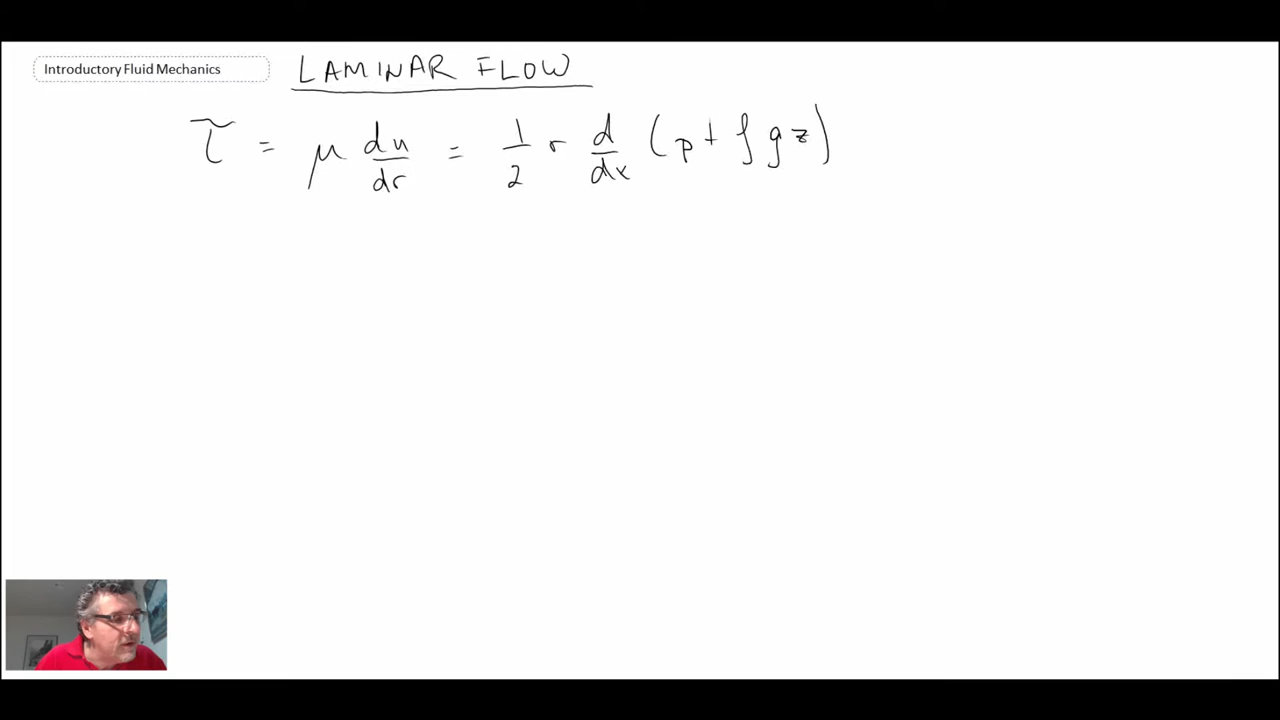 Introductory Fluid Mechanics
LAMINAR FLOW
τ = μ du/dr = 1/2 r d/dx (p + ρgz)